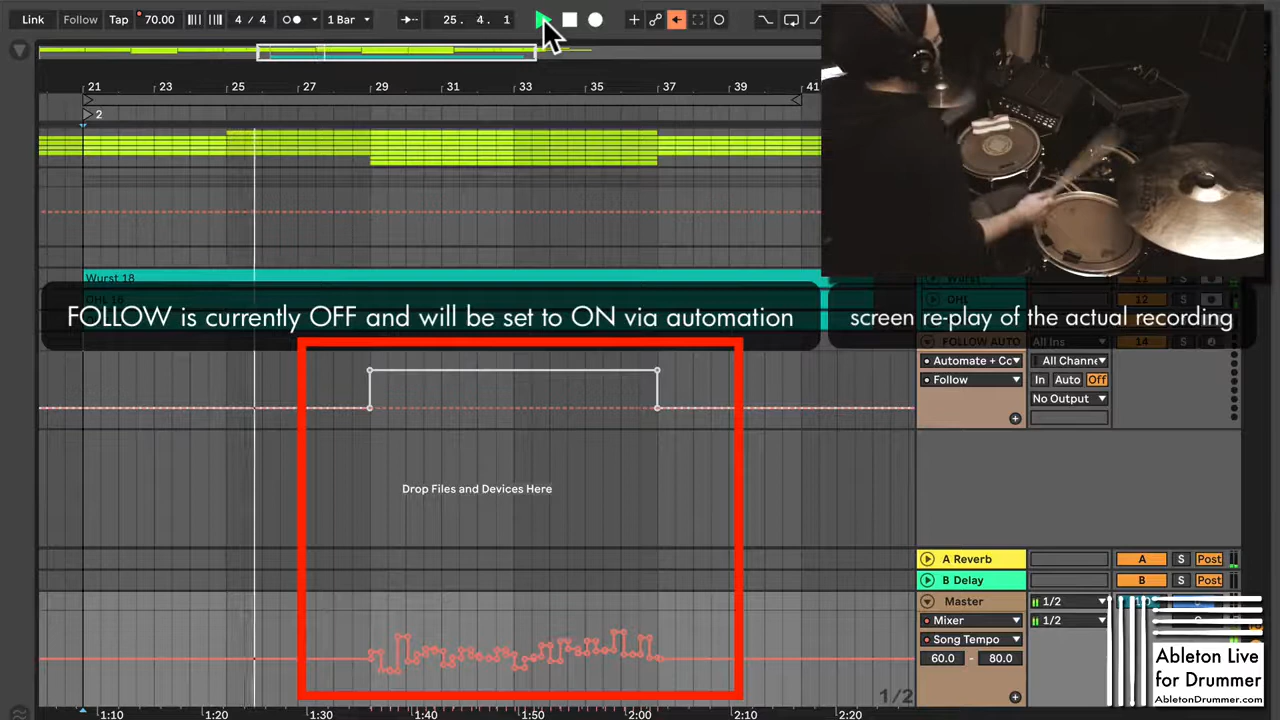 Link Follow Tap 70.00 4 / 4 1 Bar 25. 4. 1
21 23 25 27 29 31 33 35 37 39 41
2
Wurst 18
FOLLOW is currently OFF and will be set to ON via automation
screen re-play of the actual recording
12 S
FOLLOW AUTO All Ins 14
Automate + Cc All Channe
Follow In Auto Off
No Output
Drop Files and Devices Here
A Reverb A S Post
B Delay B S Post
Master 1/2
Mixer 1/2
Song Tempo
60.0 - 80.0
1/2
Ableton Live
for Drummer
AbletonDrummer.com
1:10 1:20 1:30 1:40 1:50 2:00 2:10 2:20